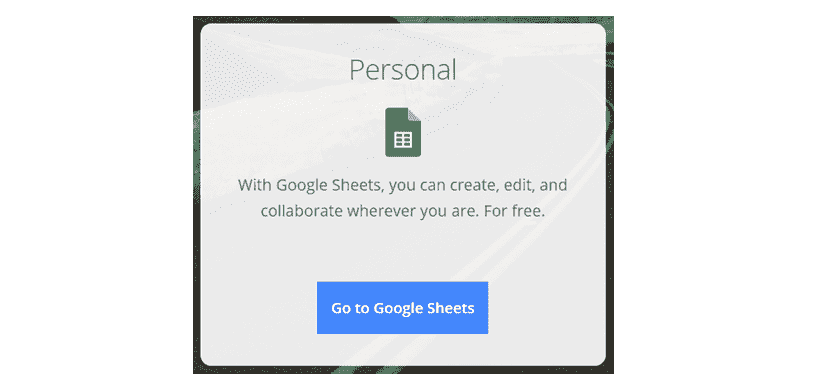 Personal
With Google Sheets, you can create, edit, and
collaborate wherever you are. For free.
Go to Google Sheets